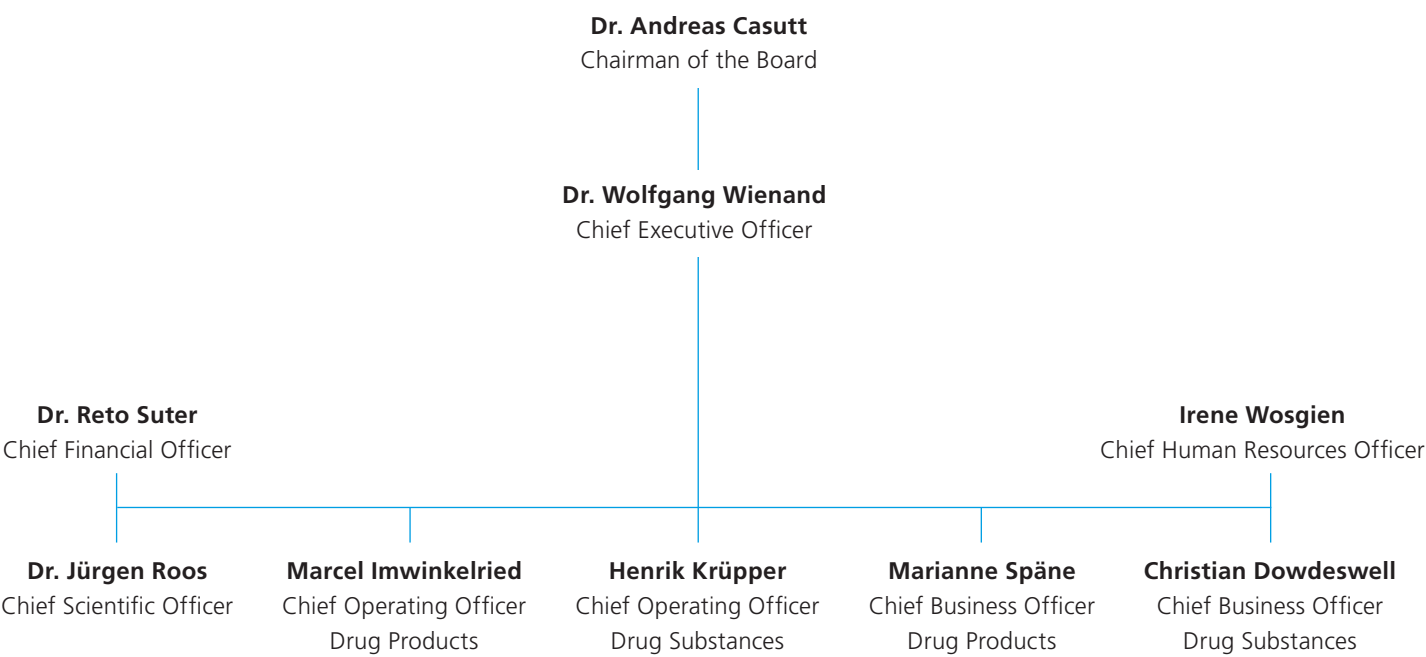 Dr. Andreas Casutt
Chairman of the Board
Dr. Wolfgang Wienand
Chief Executive Officer
Dr. Reto Suter
Chief Financial Officer
Irene Wosgien
Chief Human Resources Officer
Dr. Jürgen Roos
Chief Scientific Officer
Marcel Imwinkelried
Chief Operating Officer
Drug Products
Henrik Krüpper
Chief Operating Officer
Drug Substances
Marianne Späne
Chief Business Officer
Drug Products
Christian Dowdeswell
Chief Business Officer
Drug Substances